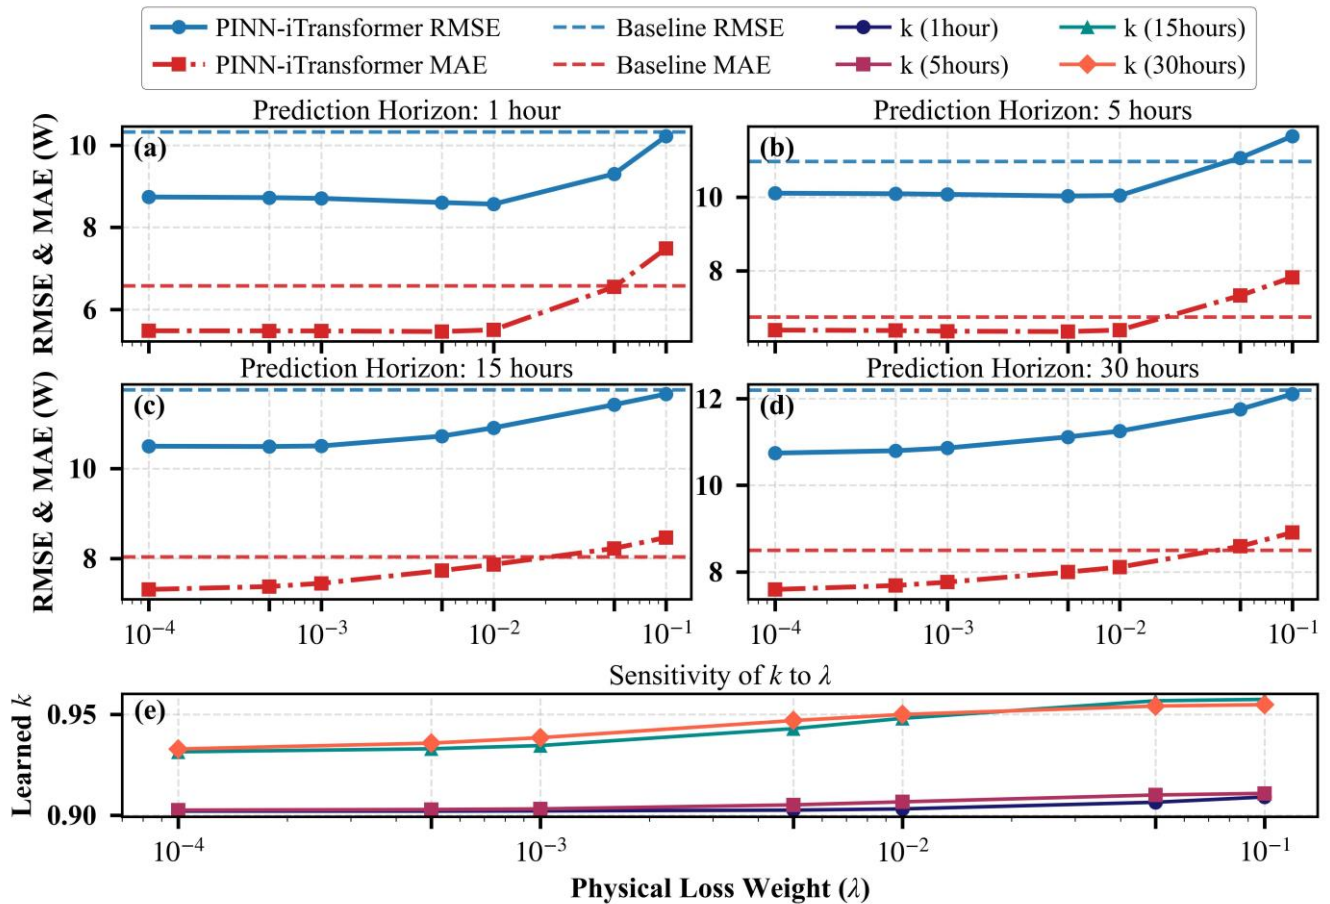 PINN-iTransformer RMSE Baseline RMSE k (1hour) k (15hours)
PINN-iTransformer MAE Baseline MAE k (5hours) k (30hours)
Prediction Horizon: 1 hour Prediction Horizon: 5 hours
RMSE & MAE (W)
(a) (b)
10
8
6
10
8
Prediction Horizon: 15 hours Prediction Horizon: 30 hours
RMSE & MAE (W)
(c) (d)
10
8
12
10
8
10⁻⁴ 10⁻³ 10⁻² 10⁻¹ 10⁻⁴ 10⁻³ 10⁻² 10⁻¹
Sensitivity of k to λ
Learned k
(e)
0.95
0.90
10⁻⁴ 10⁻³ 10⁻² 10⁻¹
Physical Loss Weight (λ)